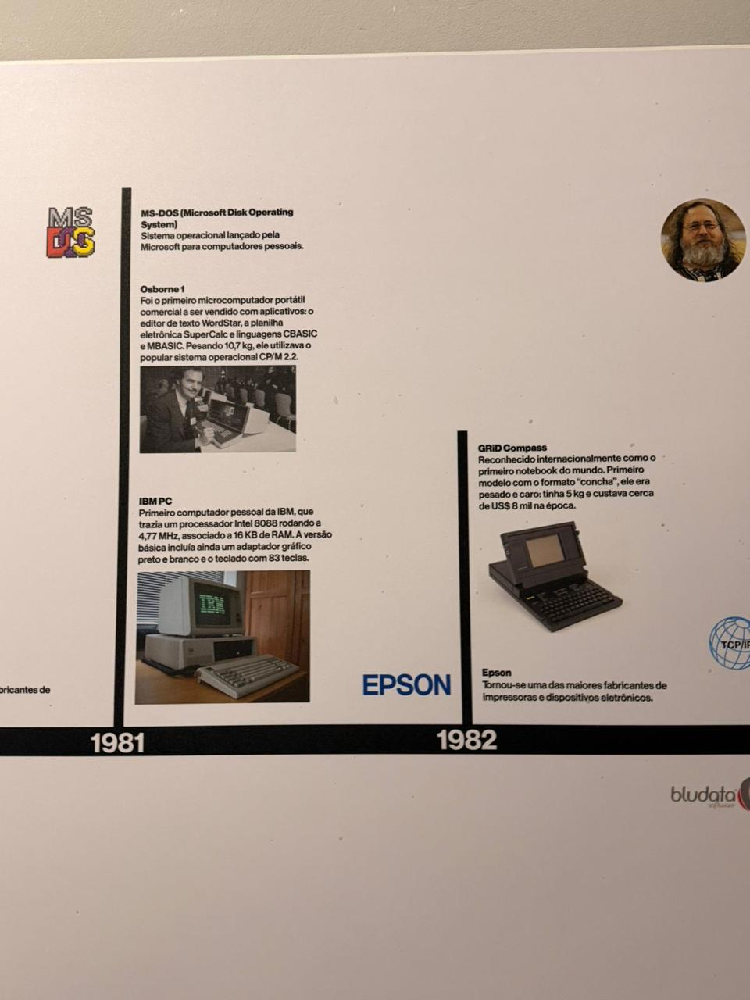 MS
DOS
MS-DOS (Microsoft Disk Operating
System)
Sistema operacional lançado pela
Microsoft para computadores pessoais.
Osborne 1
Foi o primeiro microcomputador portátil
comercial a ser vendido com aplicativos: o
editor de texto WordStar, a planilha
eletrônica SuperCalc e linguagens CBASIC
e MBASIC. Pesando 10,7 kg, ele utilizava o
popular sistema operacional CP/M 2.2.
IBM PC
Primeiro computador pessoal da IBM, que
trazia um processador Intel 8088 rodando a
4,77 MHz, associado a 16 KB de RAM. A versão
básica incluía ainda um adaptador gráfico
preto e branco e o teclado com 83 teclas.
IBM
bricantes de
1981
GRiD Compass
Reconhecido internacionalmente como o
primeiro notebook do mundo. Primeiro
modelo com o formato “concha”, ele era
pesado e caro: tinha 5 kg e custava cerca
de US$ 8 mil na época.
EPSON
Epson
Tornou-se uma das maiores fabricantes de
impressoras e dispositivos eletrônicos.
1982
TCP/IP
bludata
software